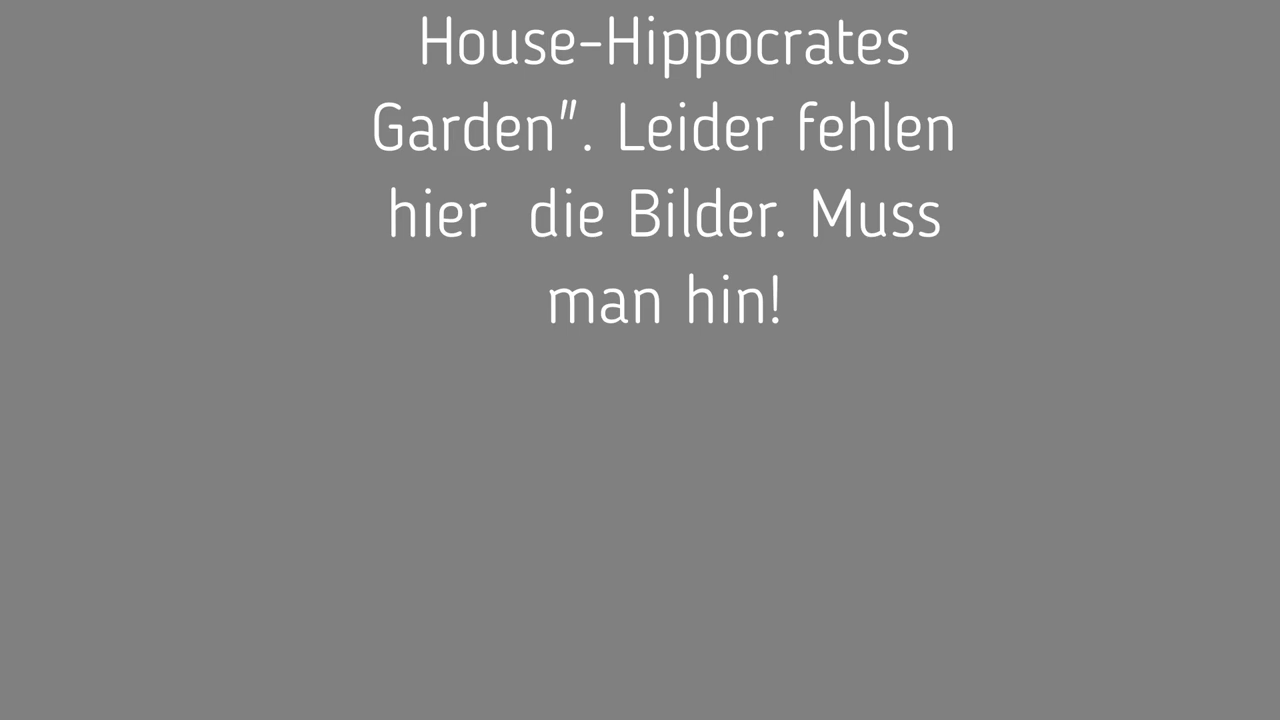 House-Hippocrates
Garden". Leider fehlen
hier  die Bilder. Muss
man hin!